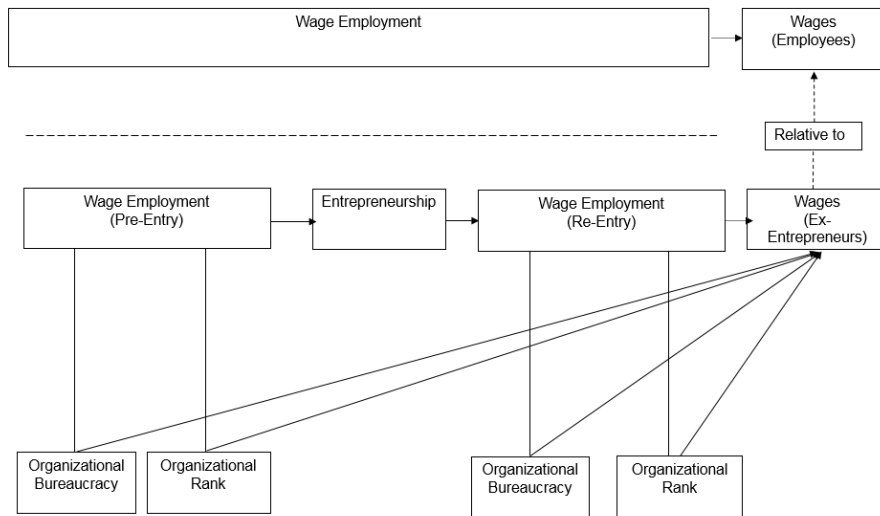 Wage Employment
Wages
(Employees)
Relative to
Wage Employment
(Pre-Entry)
Entrepreneurship
Wage Employment
(Re-Entry)
Wages
(Ex-
Entrepreneurs)
Organizational
Bureaucracy
Organizational
Rank
Organizational
Bureaucracy
Organizational
Rank